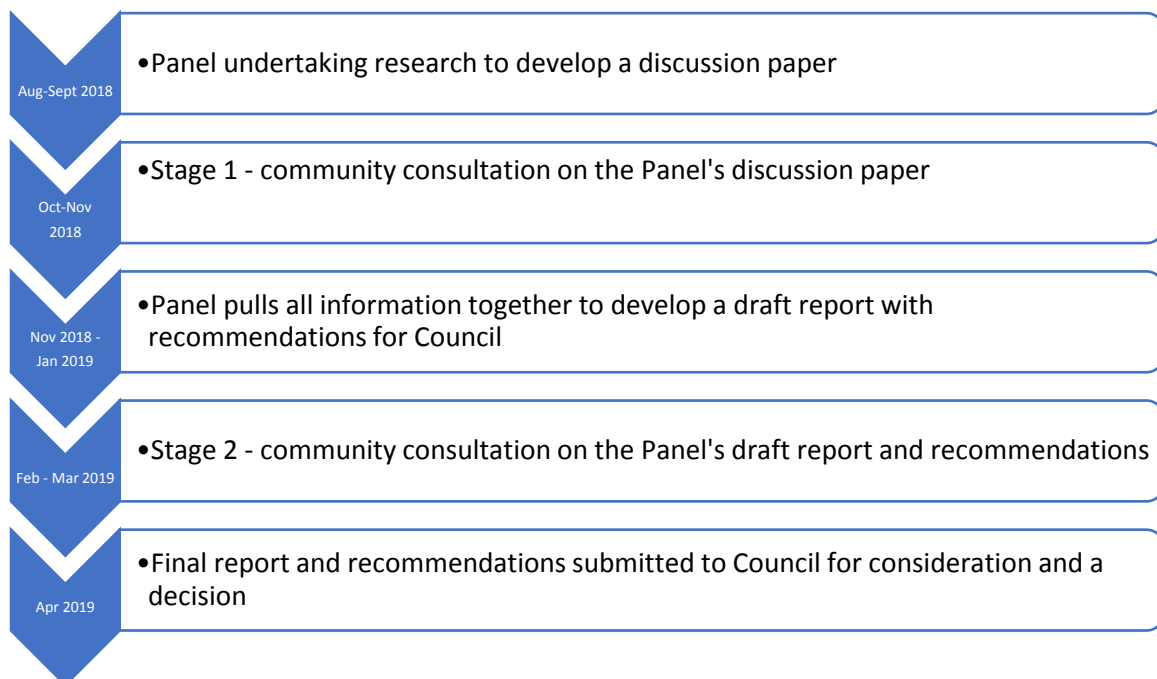 Aug-Sept 2018
•Panel undertaking research to develop a discussion paper
Oct-Nov
2018
•Stage 1 - community consultation on the Panel's discussion paper
Nov 2018 -
Jan 2019
•Panel pulls all information together to develop a draft report with
recommendations for Council
Feb - Mar 2019
•Stage 2 - community consultation on the Panel's draft report and recommendations
Apr 2019
•Final report and recommendations submitted to Council for consideration and a
decision